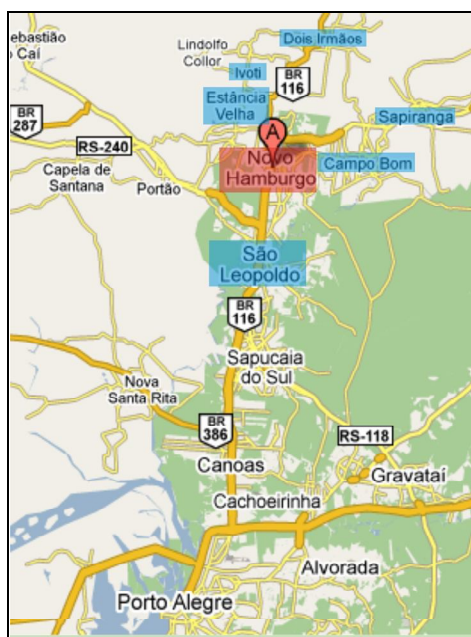 Dois Irmãos
ebastião
o Caí
Lindolfo
Collor
Ivoti
BR
116
Estância
Velha
BR
287
Sapiranga
A
RS-240
Novo
Hamburgo
Campo Bom
Capela de
Santana
Portão
São
Leopoldo
BR
116
Sapucaia
do Sul
Nova
Santa Rita
BR
386
RS-118
Canoas
Gravataí
Cachoeirinha
Alvorada
Porto Alegre